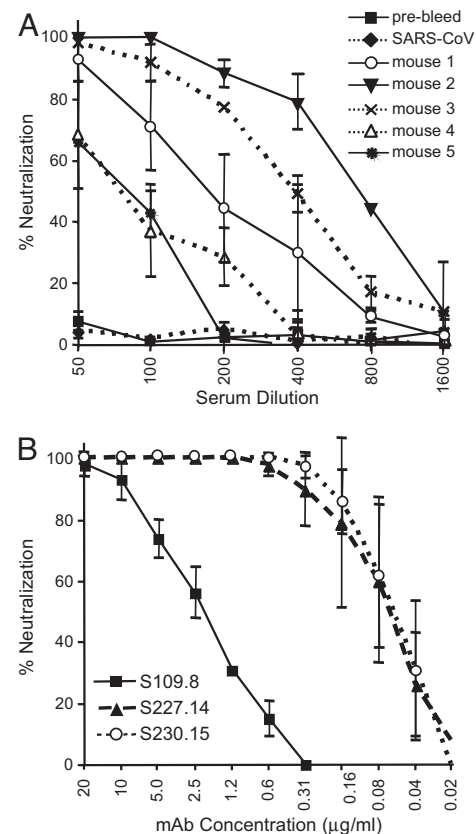 A
pre-bleed
SARS-CoV
mouse 1
mouse 2
mouse 3
mouse 4
mouse 5
% Neutralization
100
80
60
40
20
0
50
100
200
400
800
1600
Serum Dilution
B
% Neutralization
100
80
60
40
20
0
S109.8
S227.14
S230.15
20
10
5.0
2.5
1.2
0.6
0.31
0.16
0.08
0.04
0.02
mAb Concentration (µg/ml)